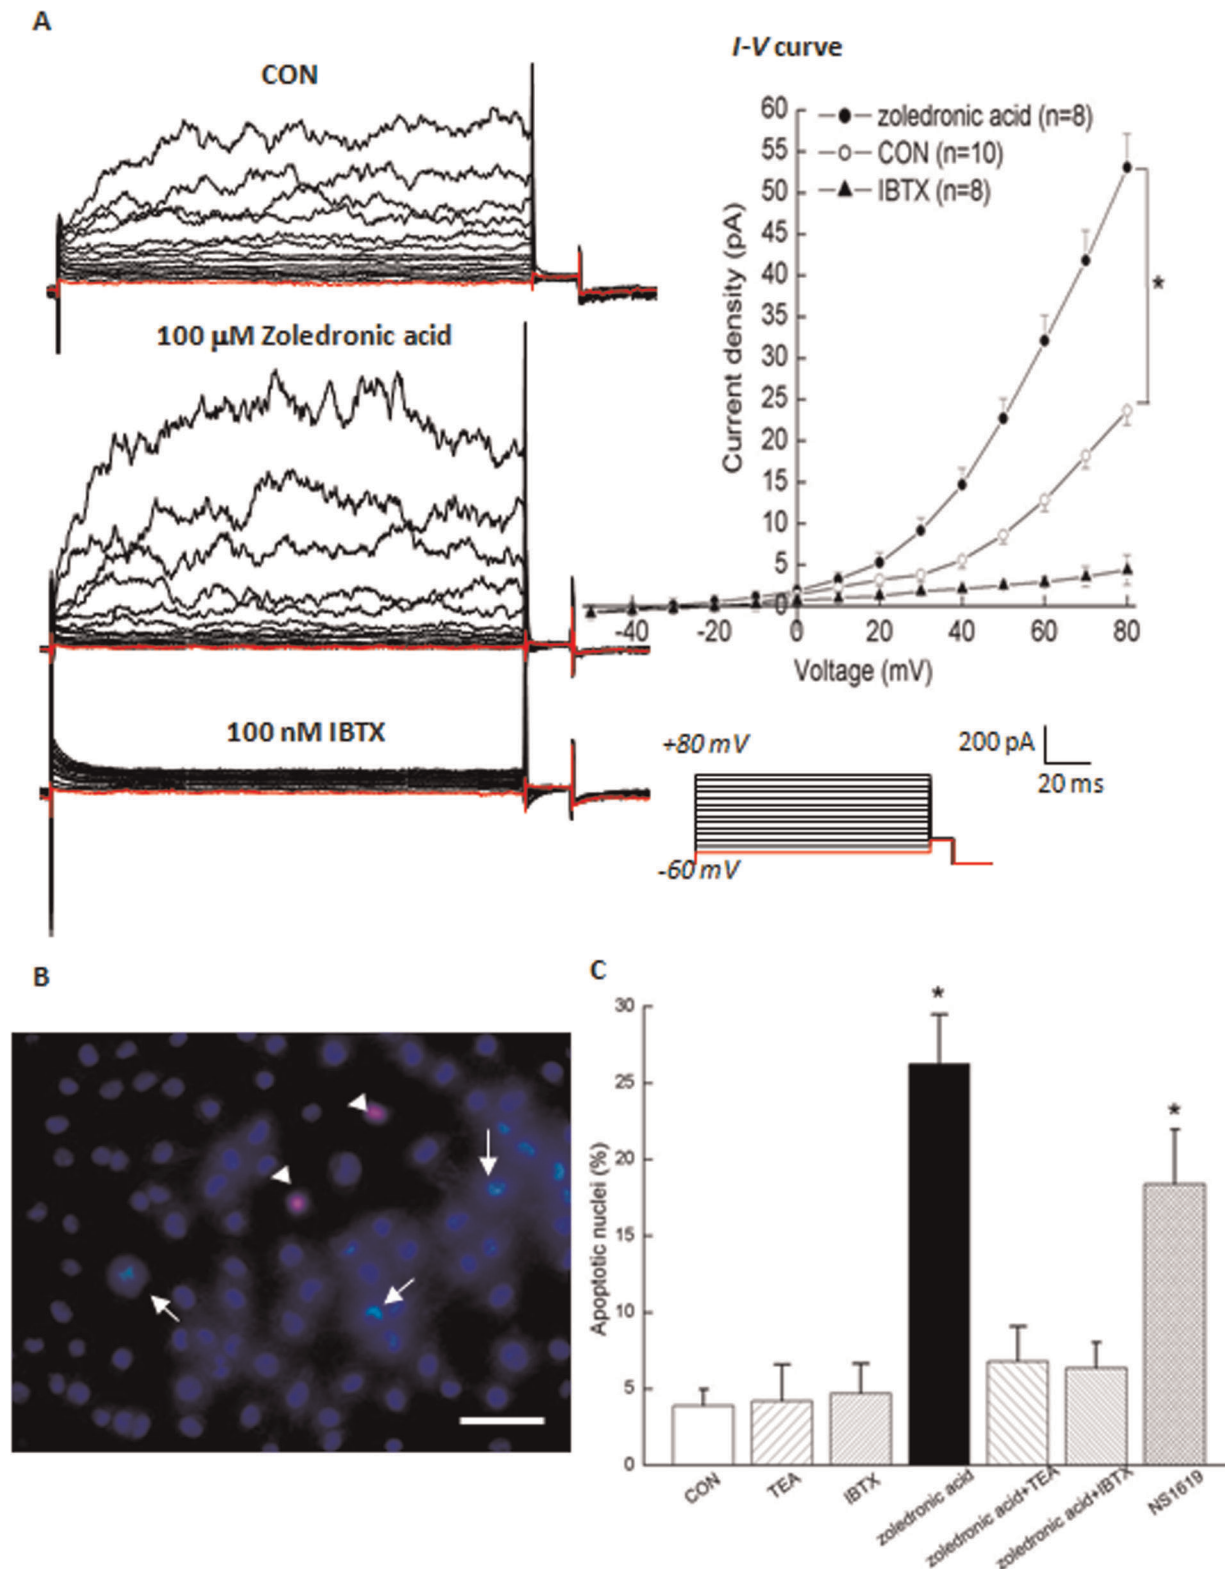 A
I-V curve
CON
zoledronic acid (n=8)
CON (n=10)
IBTX (n=8)
60
55
50
45
40
35
30
25
20
15
10
5
0
Current density (pA)
*
-40
-20
0
20
40
60
80
Voltage (mV)
100 µM Zoledronic acid
100 nM IBTX
+80 mV
-60 mV
200 pA
20 ms
B
C
30
25
20
15
10
5
0
Apoptotic nuclei (%)
*
*
CON
TEA
IBTX
zoledronic acid
zoledronic acid+TEA
zoledronic acid+IBTX
NS1619